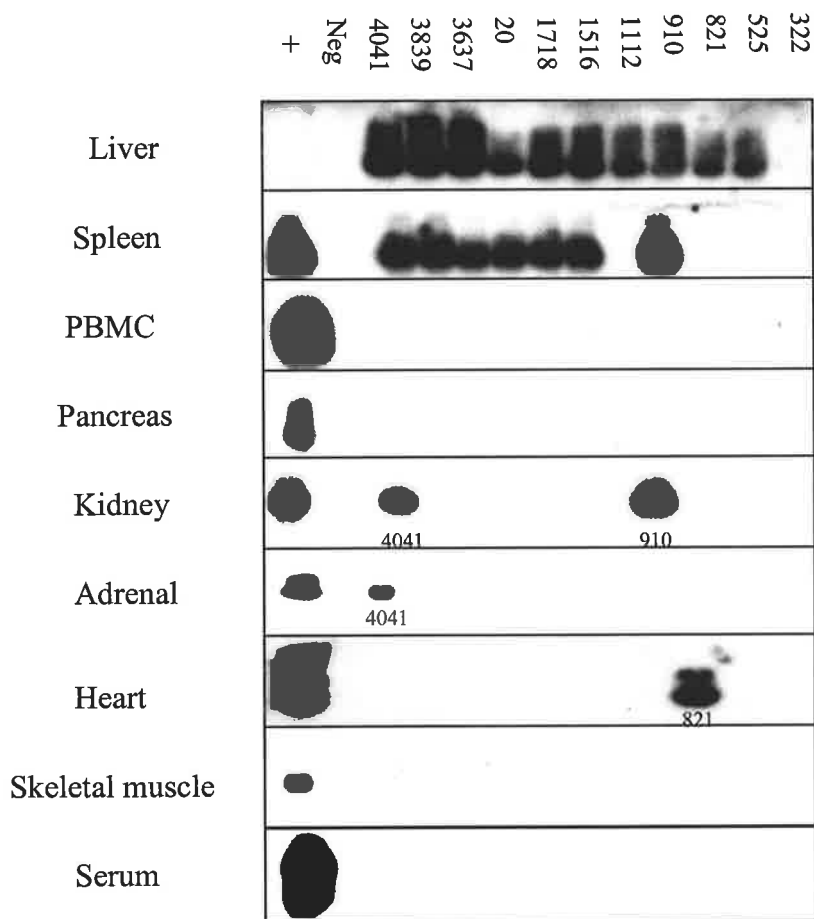 + Neg 4041 3839 3637 20 1718 1516 1112 910 821 525 322
Liver
Spleen
PBMC
Pancreas
Kidney
4041 910
Adrenal
4041
Heart
821
Skeletal muscle
Serum